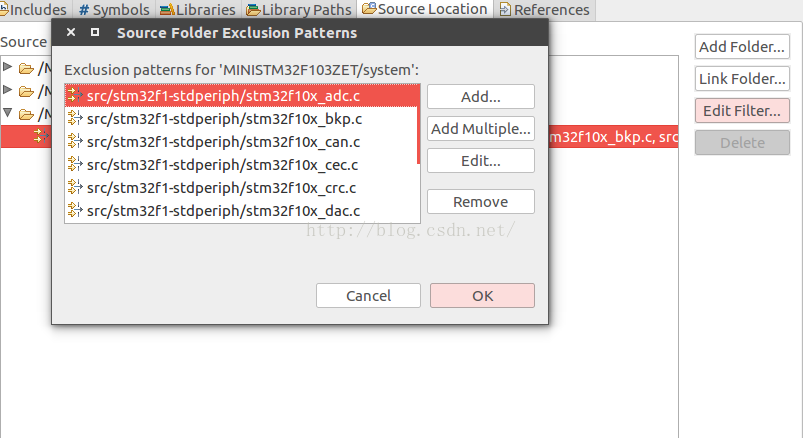 Includes # Symbols Libraries Library Paths Source Location References
Source Folder Exclusion Patterns
Source
Exclusion patterns for 'MINISTM32F103ZET/system':
src/stm32f1-stdperiph/stm32f10x_adc.c
src/stm32f1-stdperiph/stm32f10x_bkp.c
src/stm32f1-stdperiph/stm32f10x_can.c
src/stm32f1-stdperiph/stm32f10x_cec.c
src/stm32f1-stdperiph/stm32f10x_crc.c
src/stm32f1-stdperiph/stm32f10x_dac.c
Add...
Add Multiple...
Edit...
Remove
Cancel
OK
/M
/M
/M
m32f10x_bkp.c, src
Add Folder...
Link Folder...
Edit Filter...
Delete
http://blog.csdn.net/